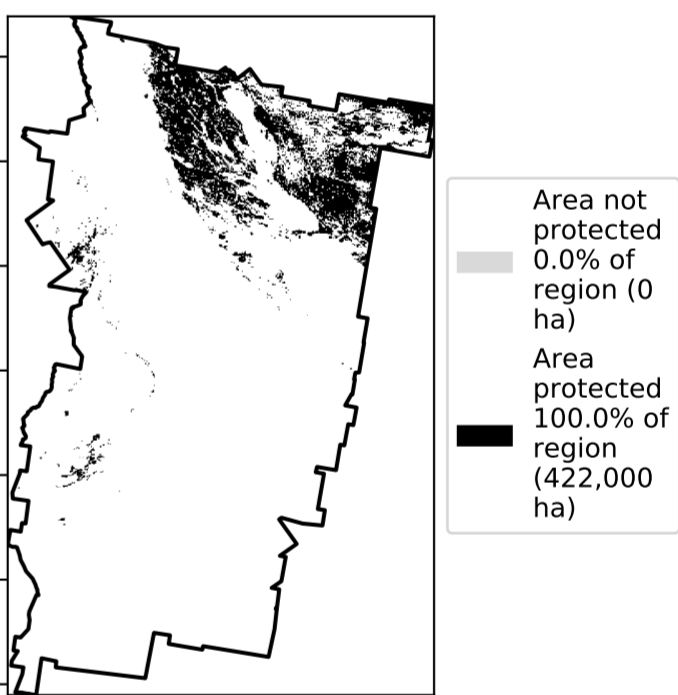 Area not
protected
0.0% of
region (0
ha)
Area
protected
100.0% of
region
(422,000
ha)